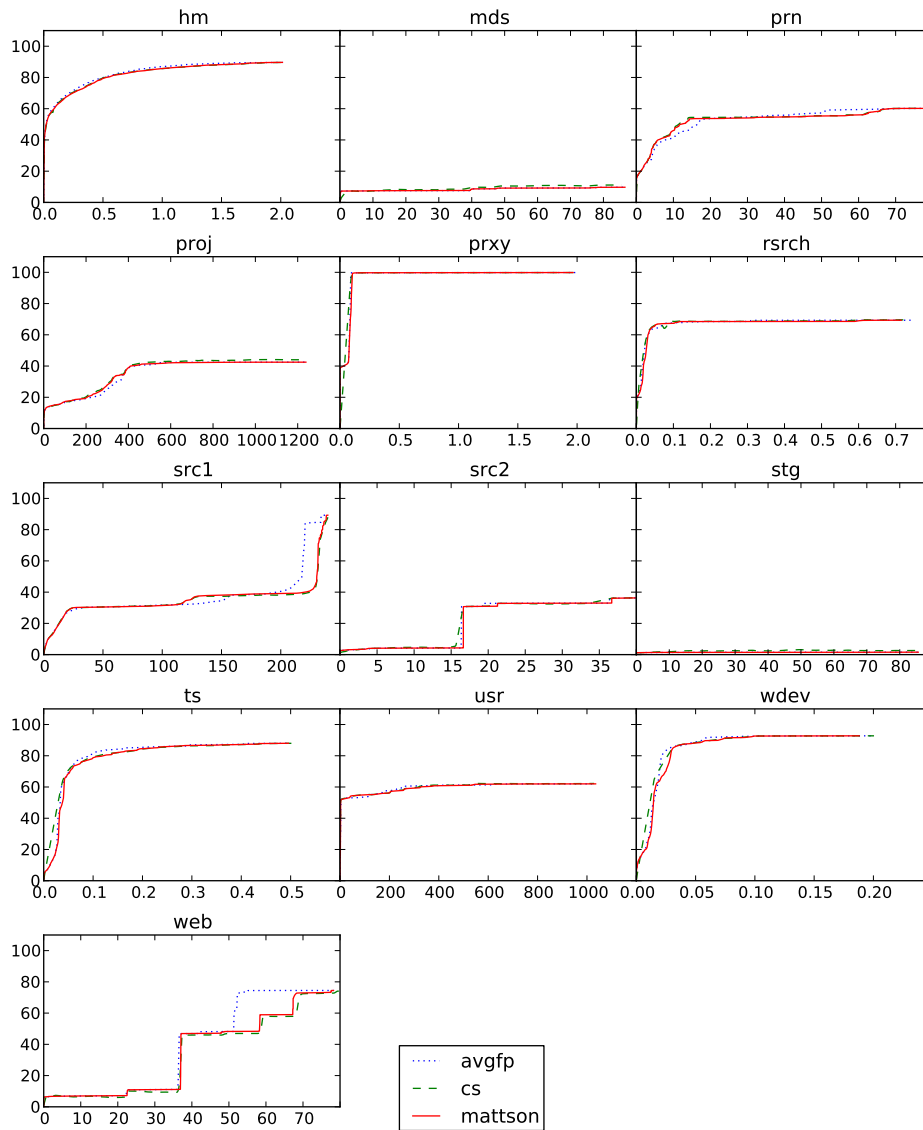 hm mds prn
100
80
60
40
20
0
0.0 0.5 1.0 1.5 2.0 0 10 20 30 40 50 60 70 80 0 10 20 30 40 50 60 70
proj prxy rsrch
100
80
60
40
20
0
0 200 400 600 800 1000 1200 0.0 0.5 1.0 1.5 2.0 0.0 0.1 0.2 0.3 0.4 0.5 0.6 0.7
src1 src2 stg
100
80
60
40
20
0
0 50 100 150 200 0 5 10 15 20 25 30 35 0 10 20 30 40 50 60 70 80
ts usr wdev
100
80
60
40
20
0
0.0 0.1 0.2 0.3 0.4 0.5 0 200 400 600 800 1000 0.00 0.05 0.10 0.15 0.20
web
100
80
60
40
20
0
0 10 20 30 40 50 60 70
avgfp
cs
mattson